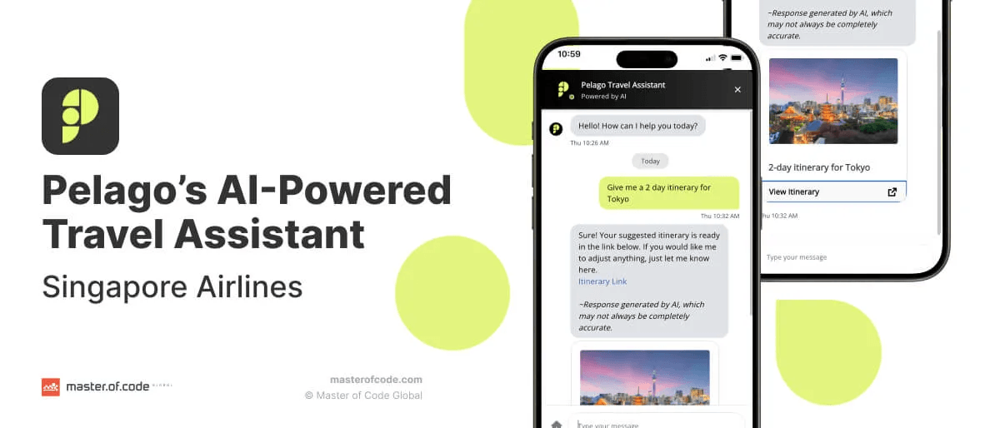 Pelago's AI-Powered
Travel Assistant
Singapore Airlines
master.of.code GLOBAL
masterofcode.com
© Master of Code Global
10:59
Pelago Travel Assistant
Powered by AI
Hello! How can I help you today?
Thu 10:26 AM
Today
Give me a 2 day itinerary for
Tokyo
Thu 10:32 AM
Sure! Your suggested itinerary is ready
in the link below. If you would like me
to adjust anything, just let me know
here.
Itinerary Link
~Response generated by AI, which
may not always be completely
accurate.
Type your message
~Response generated by AI, which
may not always be completely
accurate.
2-day itinerary for Tokyo
View itinerary
hu 10:32 AM
Type your message